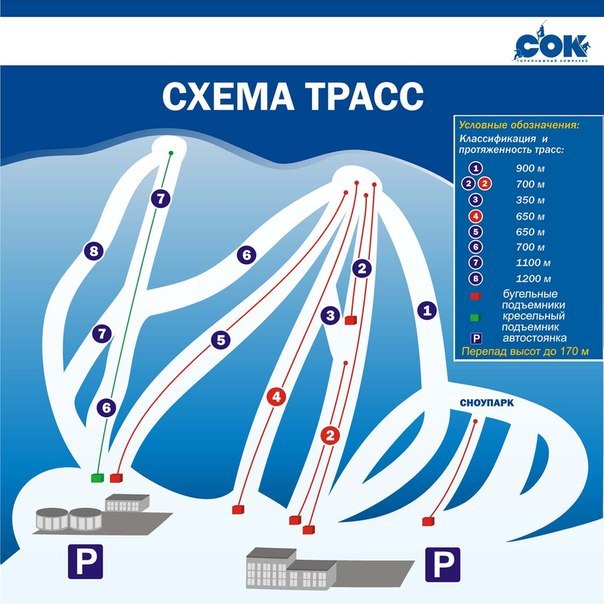 СОК
ГОРНОЛЫЖНЫЙ КОМПЛЕКС
СХЕМА ТРАСС
Условные обозначения:
Классификация и
протяженность трасс:
1 900 м
2 2 700 м
3 350 м
4 650 м
5 650 м
6 700 м
7 1100 м
8 1200 м
бугельные
подъемники
кресельный
подъемник
P автостоянка
Перепад высот до 170 м
7
8
6
2
1
3
7
5
4
6
2
СНОУПАРК
P
P